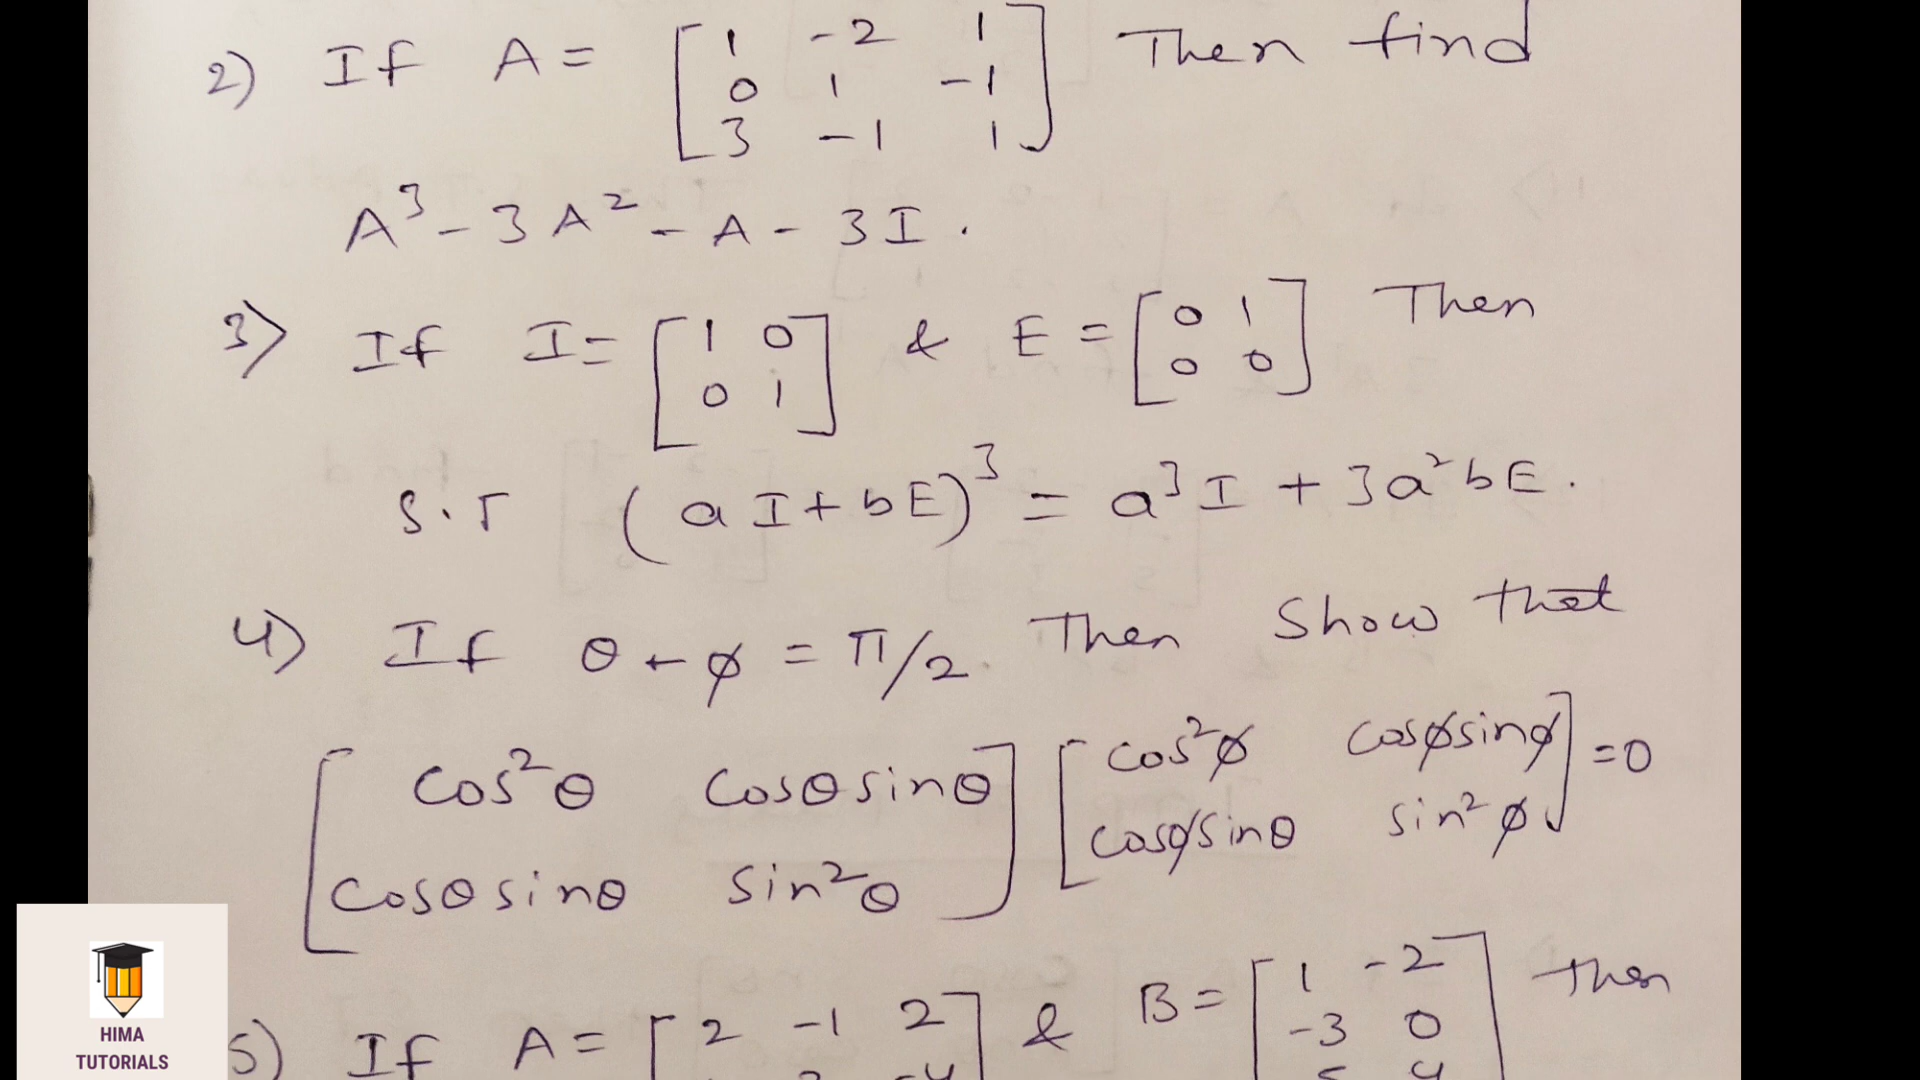 2) If A = [1 -2 1 Then find
0 1 -1
3 -1 1]
A³ - 3A² - A - 3I.
3) If I = [1 0 & E = [0 1 Then
0 1] 0 0]
S.T (aI + bE)³ = a³I + 3a²bE.
4) If θ - φ = π/2. Then Show that
[cos²θ cosθsinθ] [cos²φ cosφsinφ] = 0
[cosθsinθ sin²θ] [cosφsinθ sin²φ]
5) If A = [2 -1 2] & B = [1 -2 then
-3 0
HIMA
TUTORIALS